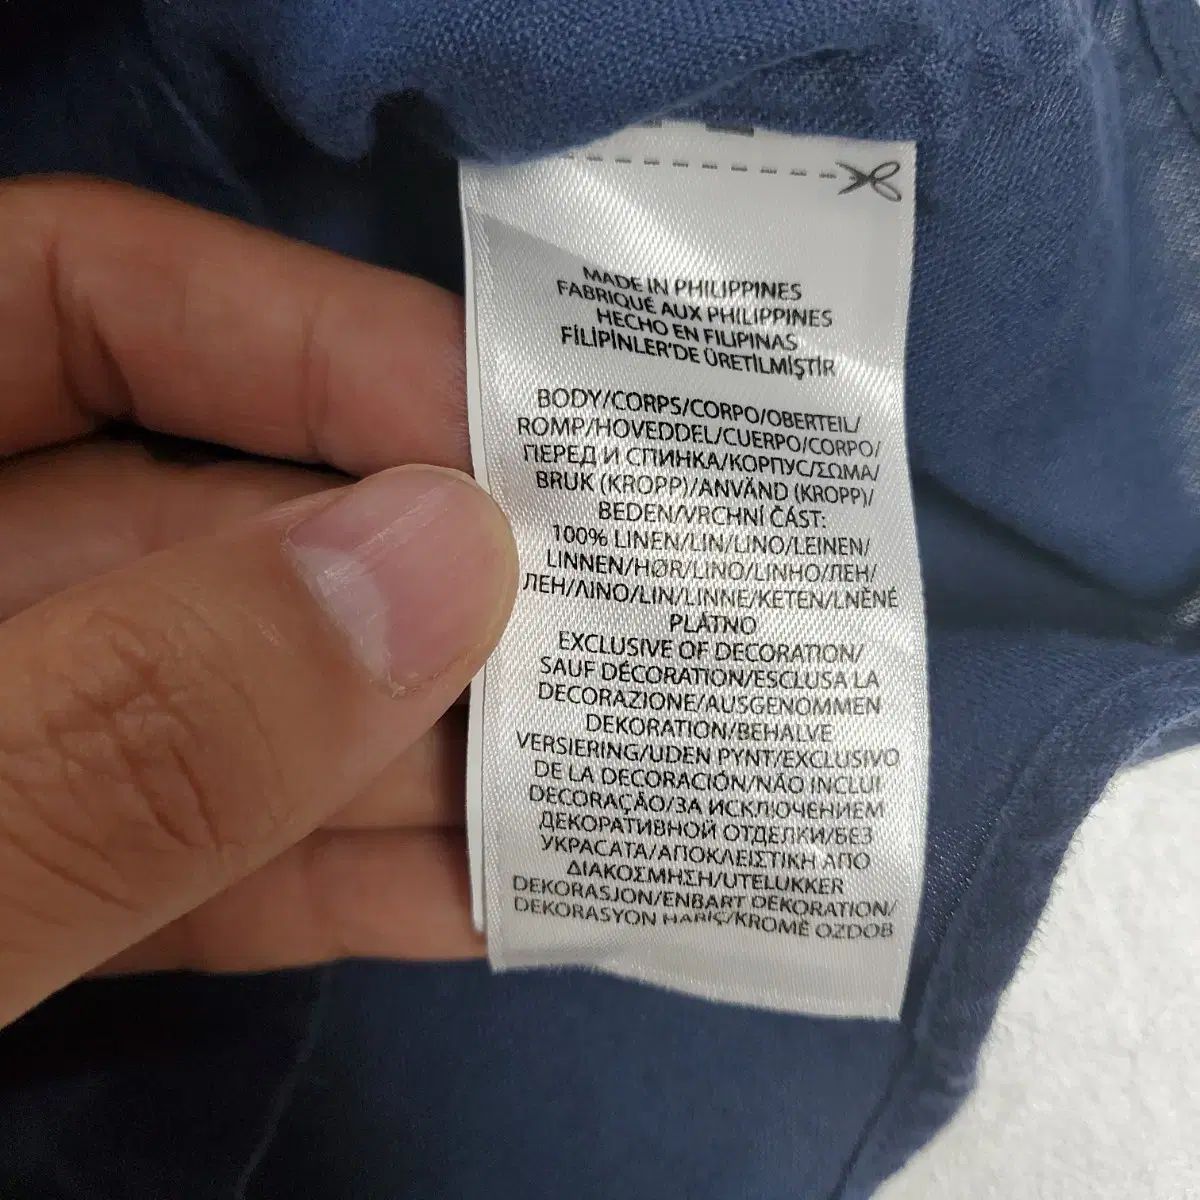 MADE IN PHILIPPINES
FABRIQUÉ AUX PHILIPPINES
HECHO EN FILIPINAS
FİLİPİNLER'DE ÜRETİLMİŞTİR
BODY/CORPS/CORPO/OBERTEIL/
ROMP/HOVEDDEL/CUERPO/CORPO/
ПЕРЕД И СПИНКА/КОРПУС/ΣΩΜΑ/
BRUK (KROPP)/ANVÄND (KROPP)/
BEDEN/VRCHNÍ ČÁST:
100% LINEN/LIN/LINO/LEINEN/
LINNEN/HØR/LINO/LINHO/ЛЕН/
ЛЕН/ΛΙΝΟ/LIN/LINNE/KETEN/LNĚNÉ
PLÁTNO
EXCLUSIVE OF DECORATION/
SAUF DÉCORATION/ESCLUSA LA
DECORAZIONE/AUSGENOMMEN
DEKORATION/BEHALVE
VERSIERING/UDEN PYNT/EXCLUSIVO
DE LA DECORACIÓN/NÃO INCLUI
DECORAÇÃO/ЗА ИСКЛЮЧЕНИЕМ
ДЕКОРАТИВНОЙ ОТДЕЛКИ/БЕЗ
УКРАСАТА/ΑΠΟΚΛΕΙΣΤΙΚΗ ΑΠΟ
ΔΙΑΚΟΣΜΗΣΗ/UTELUKKER
DEKORASJON/ENBART DEKORATION/
DEKORASYON HARİÇ/KROMĚ OZDOB